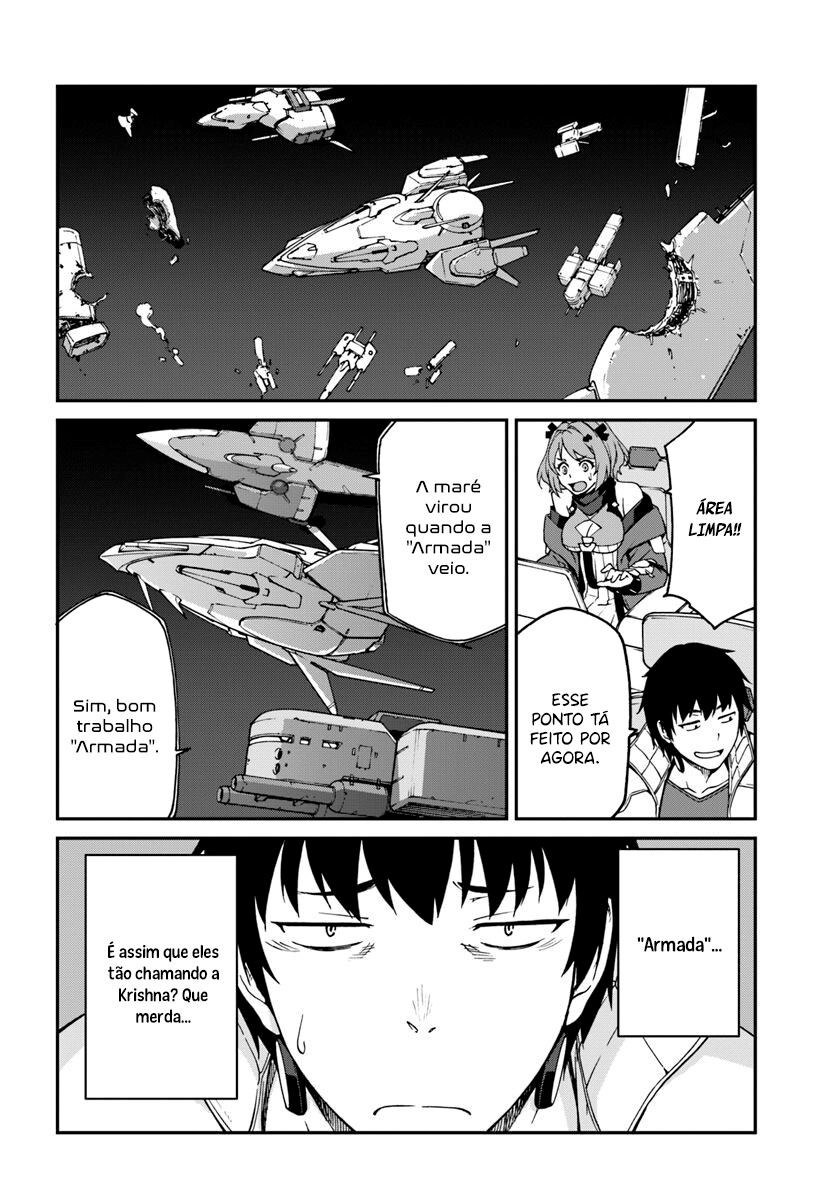 ÁREA
LIMPA!!
ESSE
PONTO TÁ
FEITO POR
AGORA.
A maré
virou
quando a
"Armada"
veio.
Sim, bom
trabalho
"Armada".
"Armada"...
É assim que eles
tão chamando a
Krishna? Que
merda...